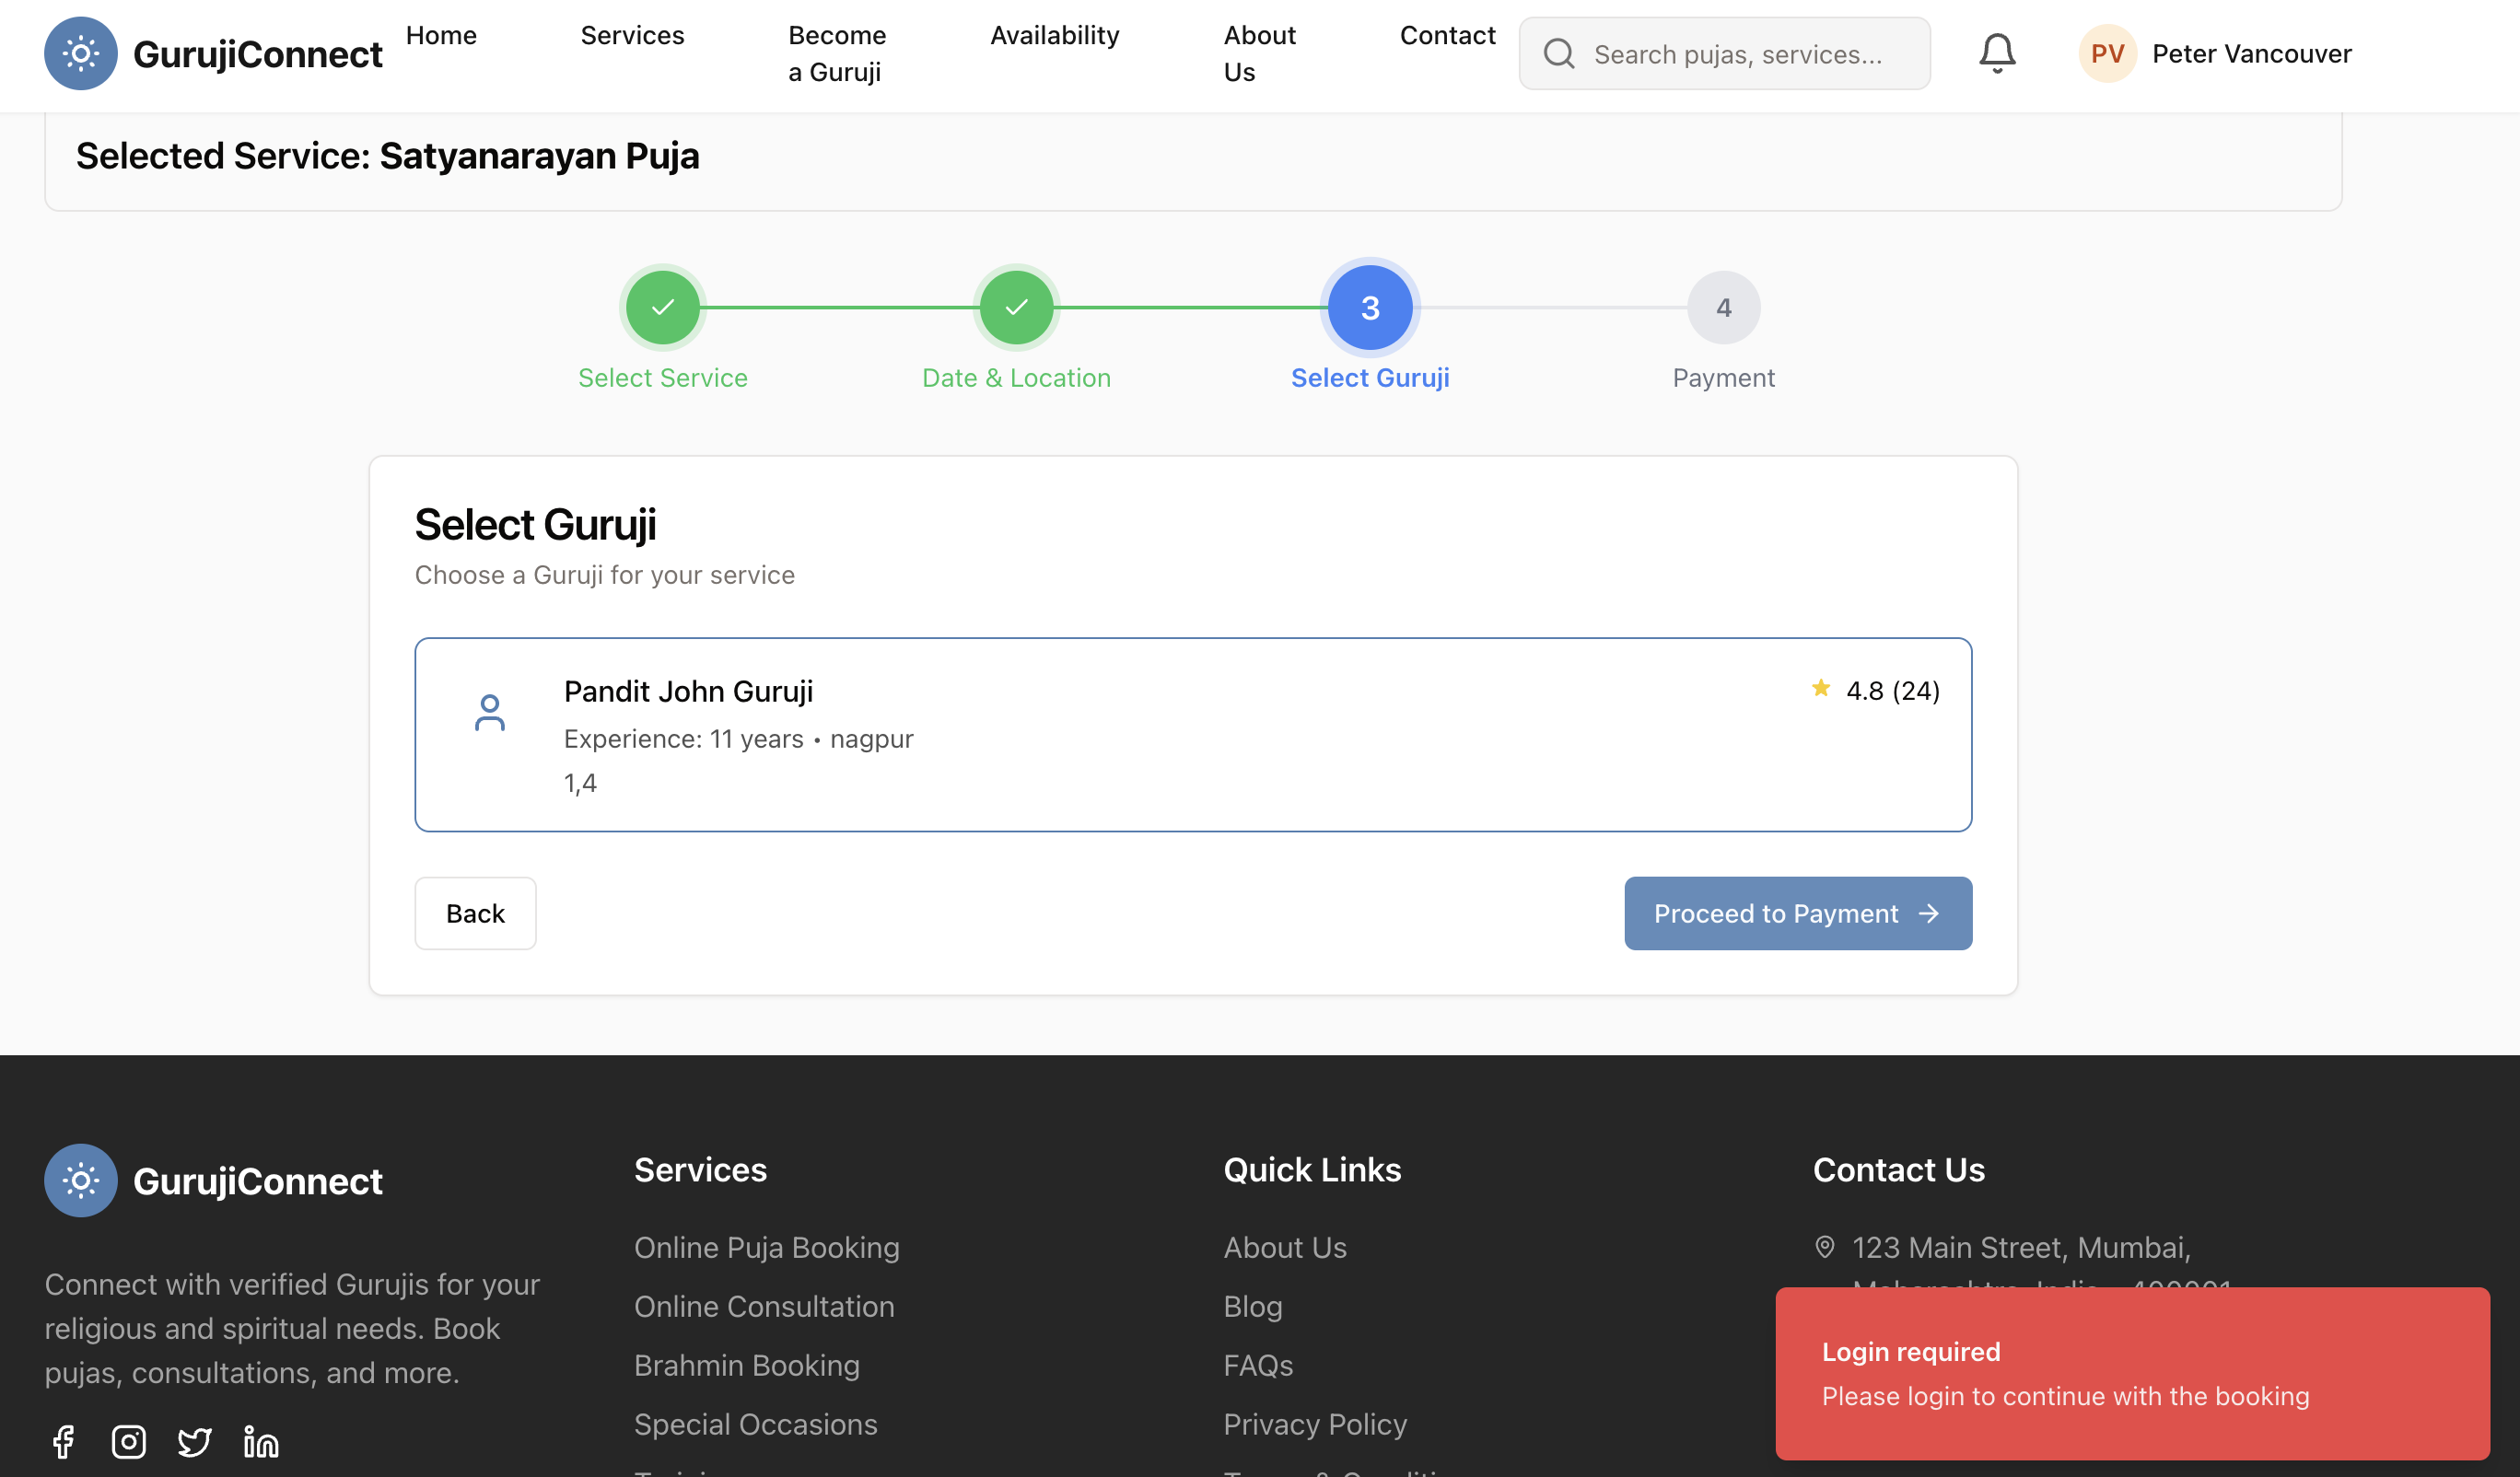 GurujiConnect
Home
Services
Become
a Guruji
Availability
About
Us
Contact
Search pujas, services...
PV
Peter Vancouver
Selected Service: Satyanarayan Puja
3
4
Select Service
Date & Location
Select Guruji
Payment
Select Guruji
Choose a Guruji for your service
Pandit John Guruji
4.8 (24)
Experience: 11 years • nagpur
1,4
Back
Proceed to Payment
GurujiConnect
Connect with verified Gurujis for your
religious and spiritual needs. Book
pujas, consultations, and more.
Services
Online Puja Booking
Online Consultation
Brahmin Booking
Special Occasions
Quick Links
About Us
Blog
FAQs
Privacy Policy
Contact Us
123 Main Street, Mumbai,
Login required
Please login to continue with the booking